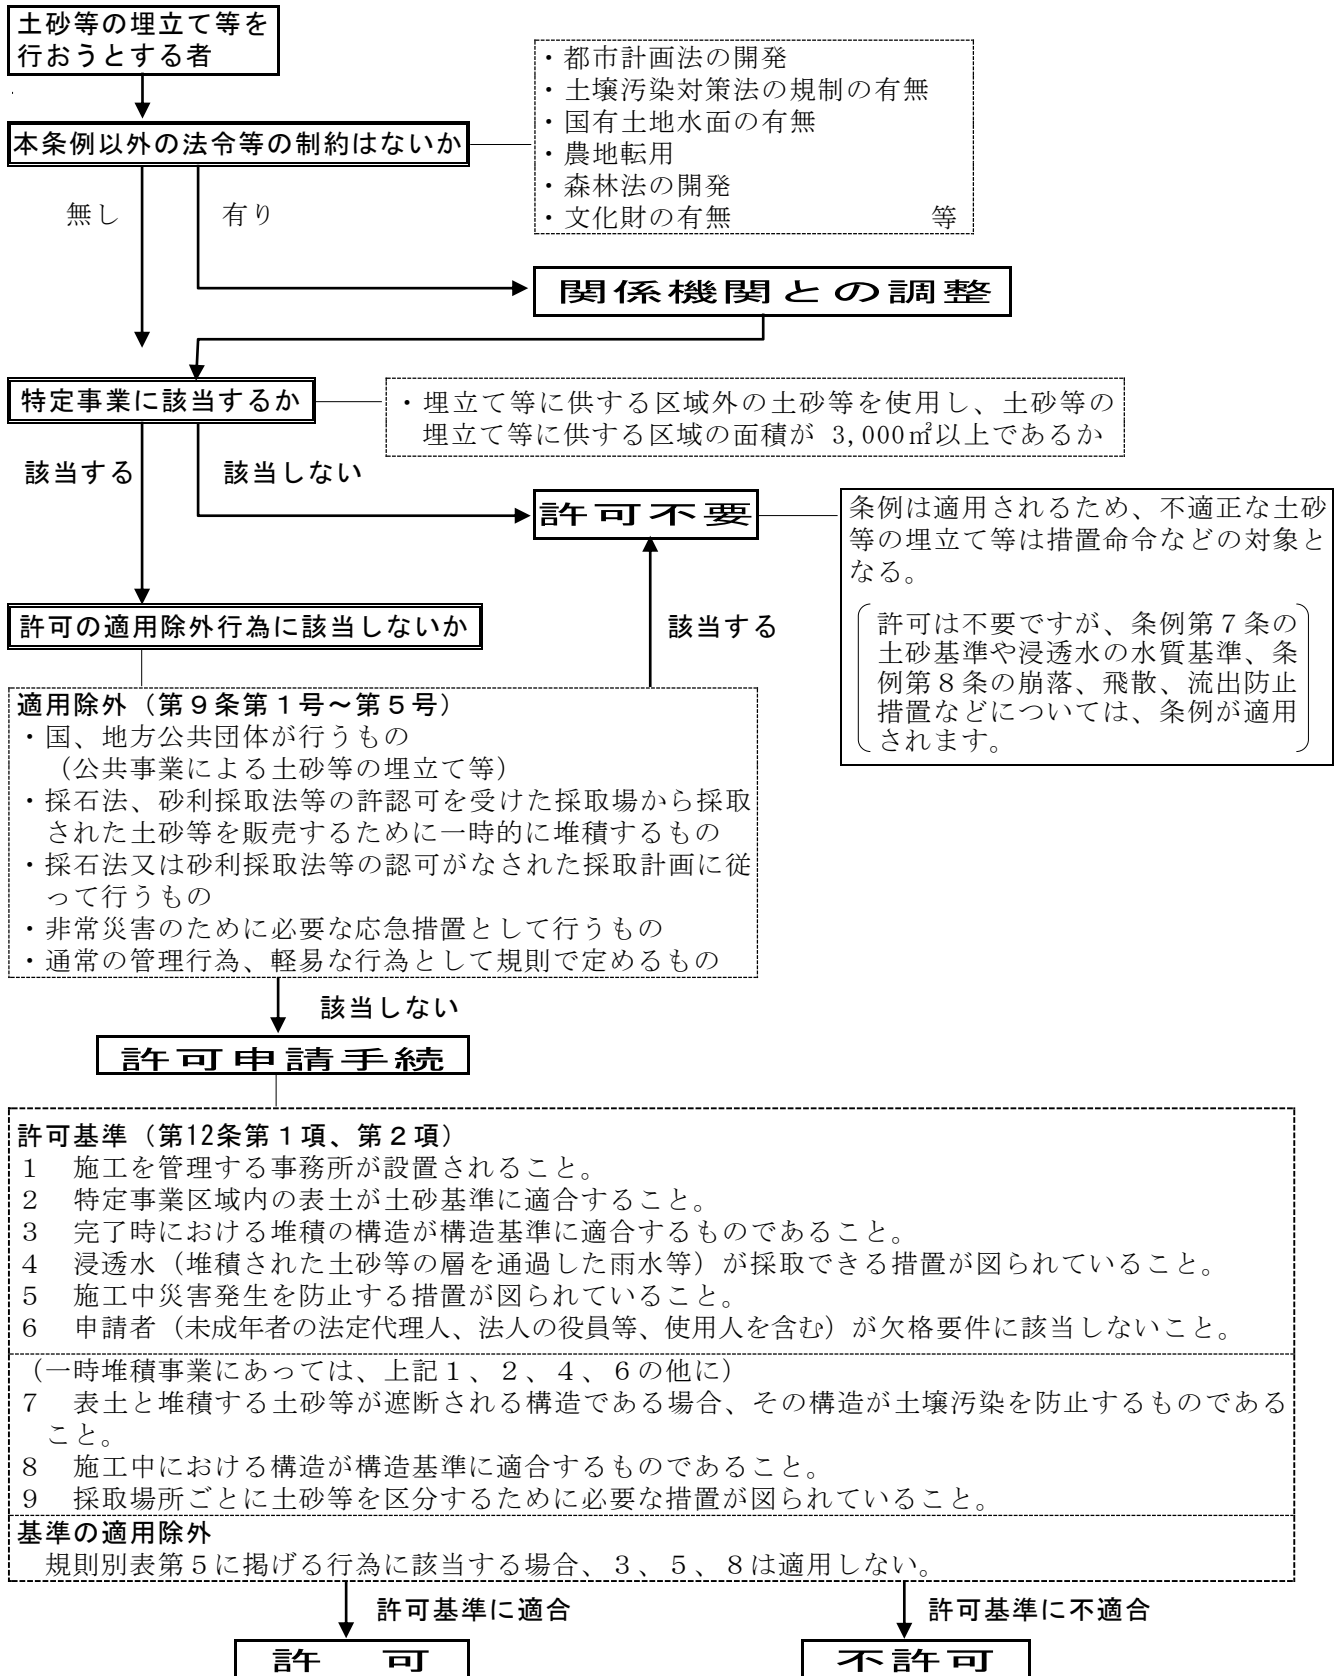 土砂等の埋立て等を
行おうとする者
本条例以外の法令等の制約はないか
・都市計画法の開発
・土壌汚染対策法の規制の有無
・国有土地水面の有無
・農地転用
・森林法の開発
・文化財の有無　　　　　　　等
無し
有り
関係機関との調整
特定事業に該当するか
・埋立て等に供する区域外の土砂等を使用し、土砂等の
埋立て等に供する区域の面積が 3,000㎡以上であるか
該当する
該当しない
許可不要
条例は適用されるため、不適正な土砂
等の埋立て等は措置命令などの対象と
なる。
許可は不要ですが、条例第７条の
土砂基準や浸透水の水質基準、条
例第８条の崩落、飛散、流出防止
措置などについては、条例が適用
されます。
許可の適用除外行為に該当しないか
該当する
適用除外（第９条第１号～第５号）
・国、地方公共団体が行うもの
（公共事業による土砂等の埋立て等）
・採石法、砂利採取法等の許認可を受けた採取場から採取
された土砂等を販売するために一時的に堆積するもの
・採石法又は砂利採取法等の認可がなされた採取計画に従
って行うもの
・非常災害のために必要な応急措置として行うもの
・通常の管理行為、軽易な行為として規則で定めるもの
該当しない
許可申請手続
許可基準（第12条第１項、第２項）
１　施工を管理する事務所が設置されること。
２　特定事業区域内の表土が土砂基準に適合すること。
３　完了時における堆積の構造が構造基準に適合するものであること。
４　浸透水（堆積された土砂等の層を通過した雨水等）が採取できる措置が図られていること。
５　施工中災害発生を防止する措置が図られていること。
６　申請者（未成年者の法定代理人、法人の役員等、使用人を含む）が欠格要件に該当しないこと。
（一時堆積事業にあっては、上記１、２、４、６の他に）
７　表土と堆積する土砂等が遮断される構造である場合、その構造が土壌汚染を防止するものである
こと。
８　施工中における構造が構造基準に適合するものであること。
９　採取場所ごとに土砂等を区分するために必要な措置が図られていること。
基準の適用除外
規則別表第５に掲げる行為に該当する場合、３、５、８は適用しない。
許可基準に適合
許可基準に不適合
許　可
不許可